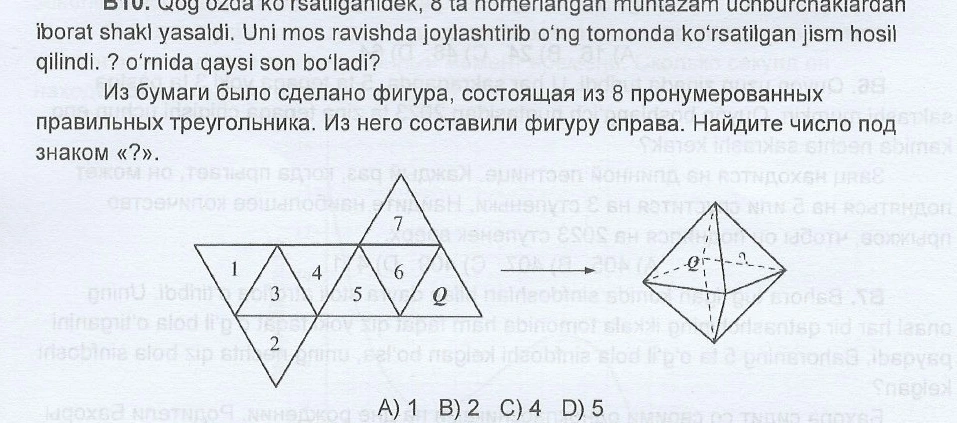 B10. Qog'ozda ko'rsatilganidek, 8 ta nomerlangan muntazam uchburchaklardan
iborat shakl yasaldi. Uni mos ravishda joylashtirib o'ng tomonda ko'rsatilgan jism hosil
qilindi. ? o'rnida qaysi son bo'ladi?
Из бумаги было сделано фигура, состоящая из 8 пронумерованных
правильных треугольника. Из него составили фигуру справа. Найдите число под
знаком «?».
7
1 4 6
3 5 Q
2
Q ?
A) 1 B) 2 C) 4 D) 5